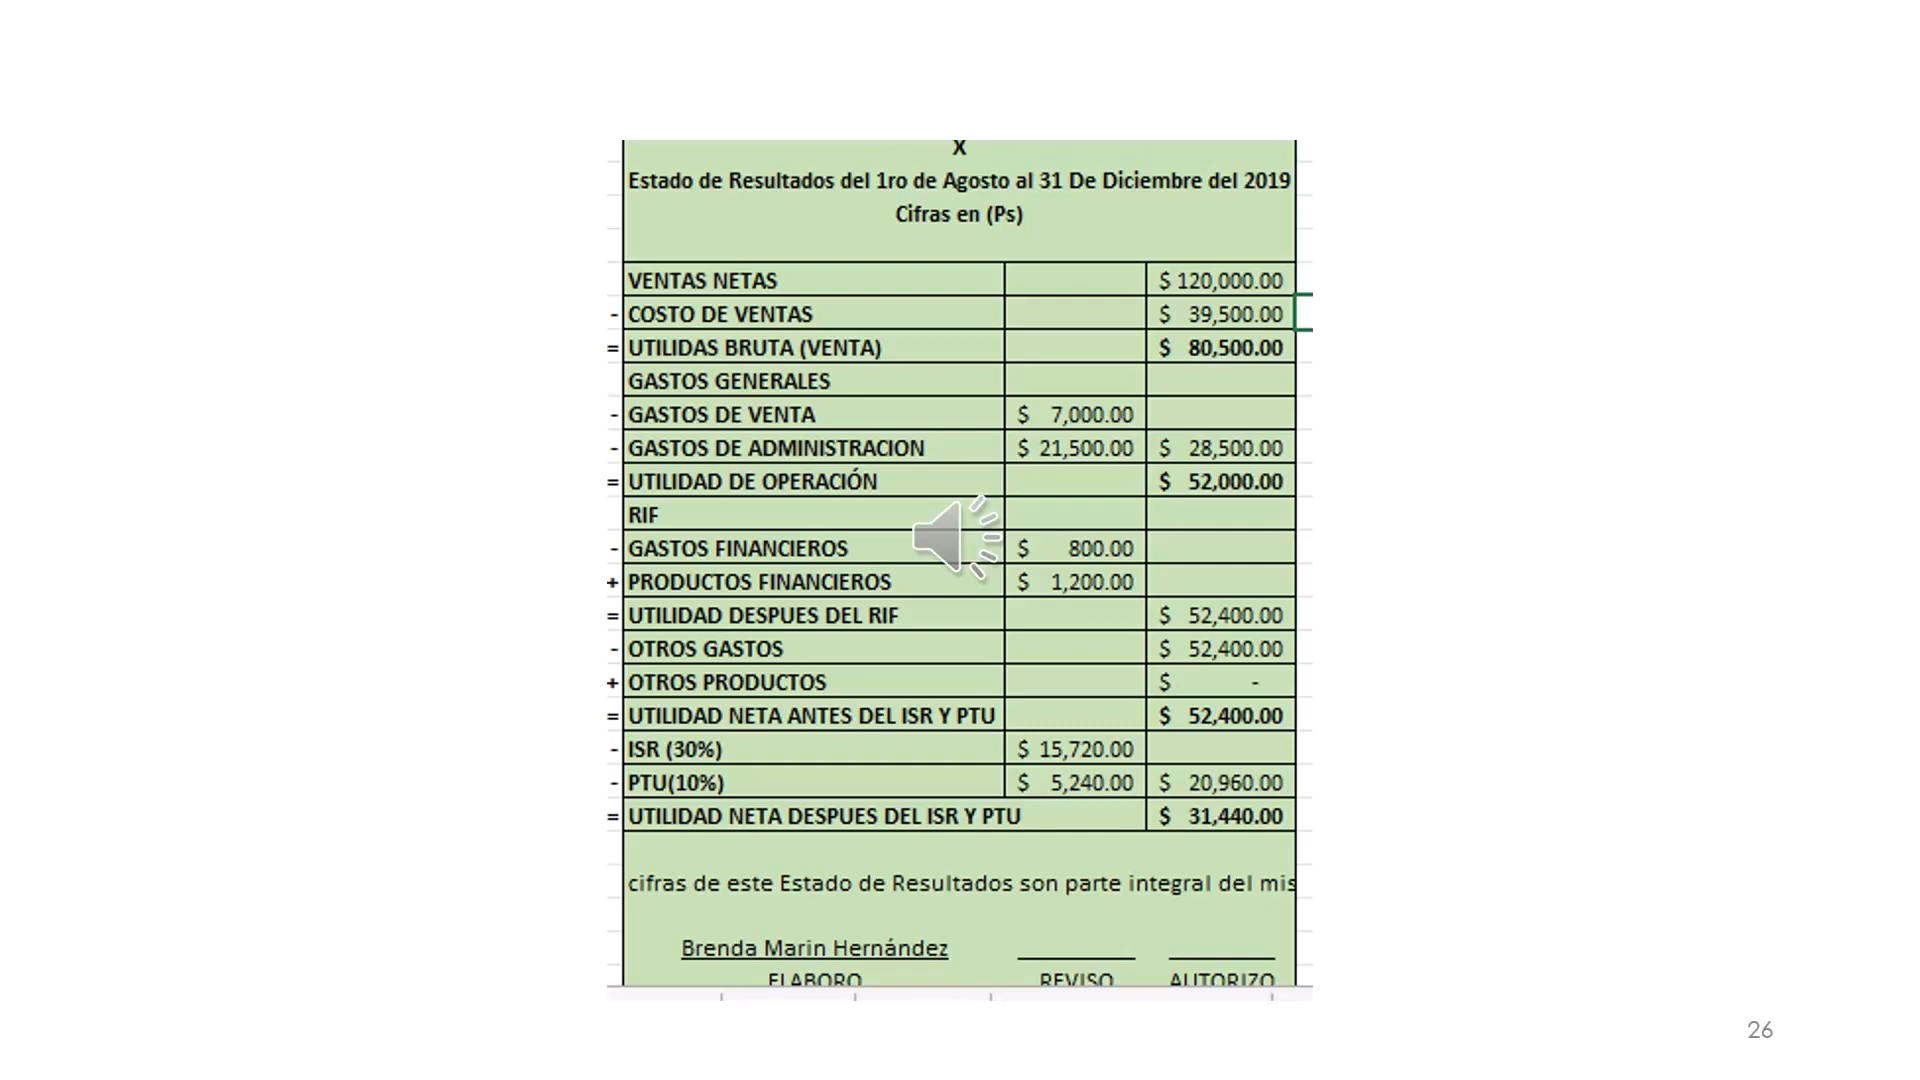 X
Estado de Resultados del 1ro de Agosto al 31 De Diciembre del 2019
Cifras en (Ps)
VENTAS NETAS $ 120,000.00
- COSTO DE VENTAS $ 39,500.00
= UTILIDAS BRUTA (VENTA) $ 80,500.00
GASTOS GENERALES
- GASTOS DE VENTA $ 7,000.00
- GASTOS DE ADMINISTRACION $ 21,500.00 $ 28,500.00
= UTILIDAD DE OPERACIÓN $ 52,000.00
RIF
- GASTOS FINANCIEROS $ 800.00
+ PRODUCTOS FINANCIEROS $ 1,200.00
= UTILIDAD DESPUES DEL RIF $ 52,400.00
- OTROS GASTOS $ 52,400.00
+ OTROS PRODUCTOS $ -
= UTILIDAD NETA ANTES DEL ISR Y PTU $ 52,400.00
- ISR (30%) $ 15,720.00
- PTU(10%) $ 5,240.00 $ 20,960.00
= UTILIDAD NETA DESPUES DEL ISR Y PTU $ 31,440.00
cifras de este Estado de Resultados son parte integral del mis
Brenda Marin Hernández
ELABORO REVISO AUTORIZO
26